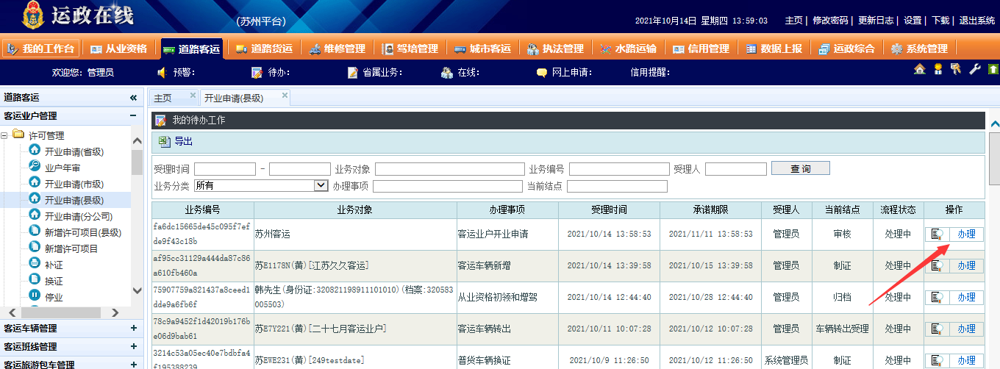 运政在线
(苏州平台)
2021年10月14日 星期四 13:59:03 主页| 修改密码| 更新日志| 设置| 下载| 退出系统
我的工作台 从业资格 道路客运 道路货运 维修管理 驾培管理 城市客运 执法管理 水路运输 信用管理 数据上报 运政综合 系统管理
欢迎您: 管理员 预警: 待办: 省属业务: 在线: 网上申请: 信用提醒:
道路客运 «
主页 × 开业申请(县级) ×
客运业户管理 −
许可管理
开业申请(省级)
业户年审
开业申请(市级)
开业申请(县级)
开业申请(分公司)
新增许可项目(县级)
新增许可项目
补证
换证
停业
客运车辆管理 +
客运班线管理 +
客运旅游包车管理 +
我的待办工作
导出
受理时间 - 业务对象 业务编号 受理人 查 询
业务分类 所有 办理事项 当前结点
业务编号 业务对象 办理事项 受理时间 承诺期限 受理人 当前结点 流程状态 操作
fa6dc15665de45c095f7ef
de9f43c18b 苏州客运 客运业户开业申请 2021/10/14 13:58:53 2021/11/11 13:58:53 管理员 审核 处理中 办理
af95cc31129a444da87c86
a610fb460a 苏E1178N(黄)[江苏久久客运] 客运车辆新增 2021/10/14 13:39:58 2021/10/15 13:39:58 管理员 制证 处理中 办理
75907759a821437a8ceed1
dde9a6fb6f 韩先生(身份证:320821198911101010)(档案:320583
005503) 从业资格初领和增驾 2021/10/14 12:44:40 2021/10/28 12:44:40 管理员 归档 处理中 办理
78c9a9452f1d42019b176b
e06d9bab61 苏E7Y221(黄)[二十七月客运业户] 客运车辆转出 2021/10/11 10:07:28 2021/10/12 10:07:28 管理员 车辆转出受理 处理中 办理
3214c53a05ec40e7bdbfa4
f195388239 苏EWE231(黄)[249testdate] 普货车辆换证 2021/10/9 11:26:50 2021/10/12 11:26:50 系统管理员 制证 处理中 办理